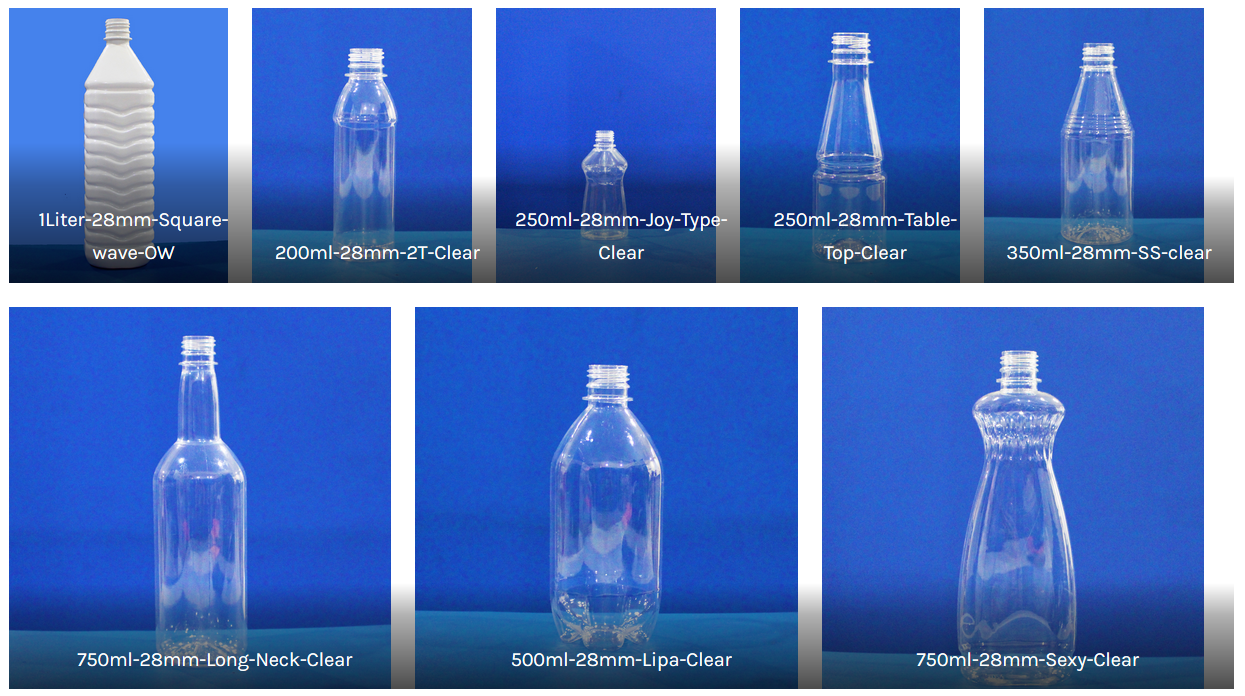 1Liter-28mm-Square-
wave-OW
200ml-28mm-2T-Clear
250ml-28mm-Joy-Type-
Clear
250ml-28mm-Table-
Top-Clear
350ml-28mm-SS-clear
750ml-28mm-Long-Neck-Clear
500ml-28mm-Lipa-Clear
750ml-28mm-Sexy-Clear